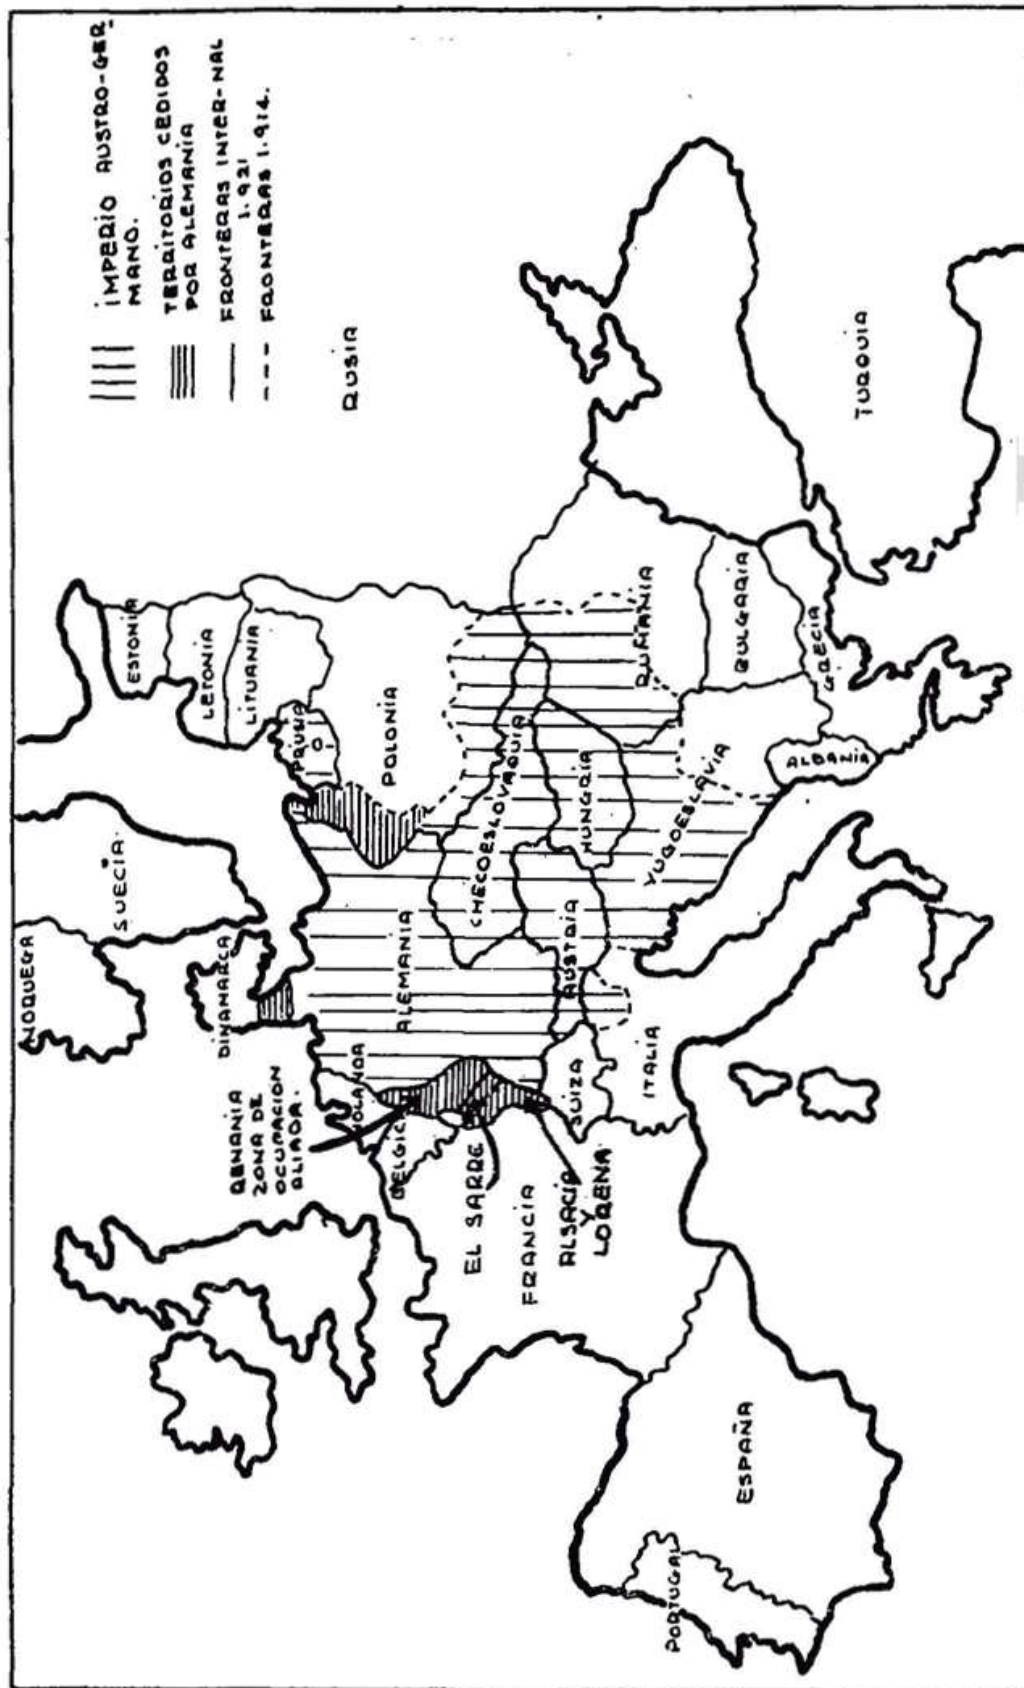 IMPERIO AUSTRO-GER-
MANO.
TERRITORIOS CEDIDOS
POR ALEMANIA
FRONTERAS INTER-NAL
1.921
FRONTERAS 1.914.
NORUEGA
SUECIA
DINAMARCA
ESTONIA
LETONIA
LITUANIA
PRUSIA
O.
RUSIA
RENANIA
ZONA DE
OCUPACION
ALIADA.
HOLANDA
BELGICA
ALEMANIA
POLONIA
EL SARRE
FRANCIA
ALSACIA
Y
LORENA
CHECOESLOVAQUIA
SUIZA
AUSTRIA
HUNGRIA
RUMANIA
ITALIA
YUGOESLAVIA
BULGARIA
ALBANIA
GRECIA
TURQUIA
PORTUGAL
ESPAÑA